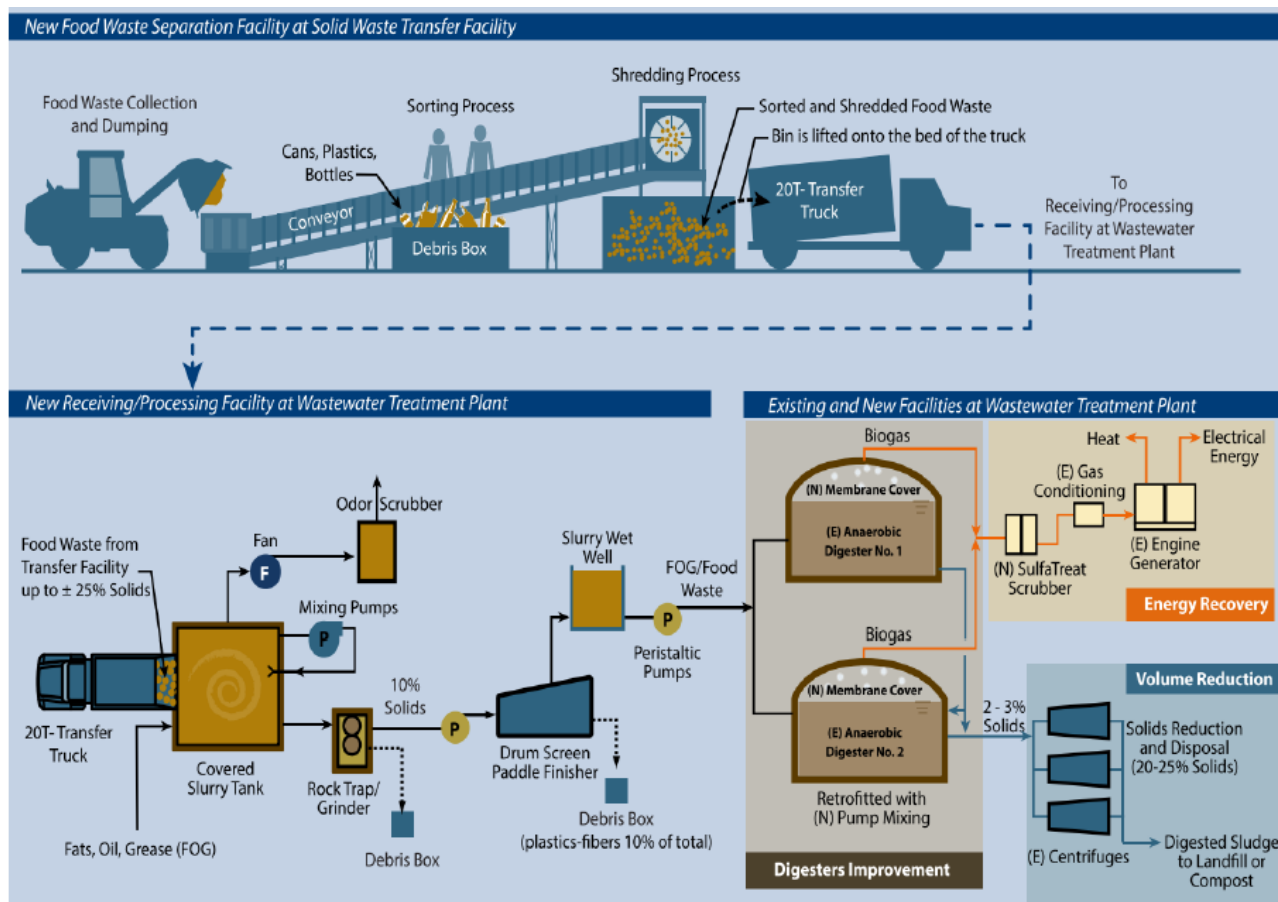 New Food Waste Separation Facility at Solid Waste Transfer Facility
Food Waste Collection
and Dumping
Sorting Process
Cans, Plastics,
Bottles
Conveyor
Debris Box
Shredding Process
Sorted and Shredded Food Waste
Bin is lifted onto the bed of the truck
20T- Transfer
Truck
To
Receiving/Processing
Facility at Wastewater
Treatment Plant
New Receiving/Processing Facility at Wastewater Treatment Plant
Food Waste from
Transfer Facility
up to ± 25% Solids
Fan
F
Odor Scrubber
Mixing Pumps
P
20T- Transfer
Truck
Covered
Slurry Tank
Fats, Oil, Grease (FOG)
Rock Trap/
Grinder
Debris Box
10%
Solids
P
Drum Screen
Paddle Finisher
Debris Box
(plastics-fibers 10% of total)
Slurry Wet
Well
P
Peristaltic
Pumps
FOG/Food
Waste
Existing and New Facilities at Wastewater Treatment Plant
Biogas
(N) Membrane Cover
(E) Anaerobic
Digester No. 1
Biogas
(N) Membrane Cover
(E) Anaerobic
Digester No. 2
Retrofitted with
(N) Pump Mixing
Digesters Improvement
Heat
Electrical
Energy
(E) Gas
Conditioning
(N) SulfaTreat
Scrubber
(E) Engine
Generator
Energy Recovery
Volume Reduction
2 - 3%
Solids
Solids Reduction
and Disposal
(20-25% Solids)
(E) Centrifuges
Digested Sludge
to Landfill or
Compost